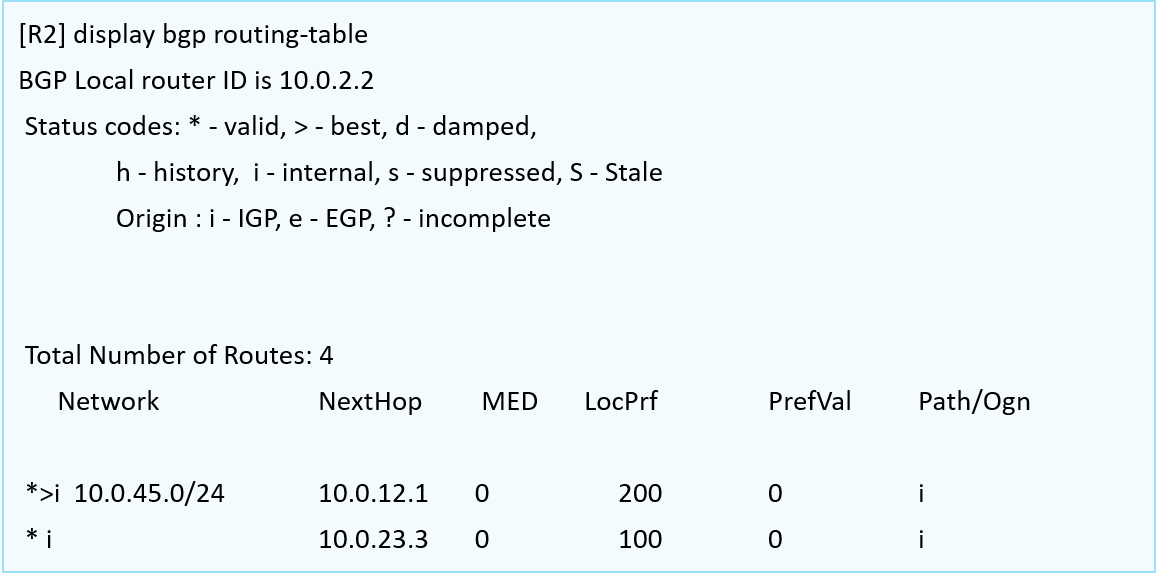 [R2] display bgp routing-table
BGP Local router ID is 10.0.2.2
Status codes: * - valid, > - best, d - damped,
h - history, i - internal, s - suppressed, S - Stale
Origin : i - IGP, e - EGP, ? - incomplete
Total Number of Routes: 4
Network NextHop MED LocPrf PrefVal Path/Ogn
*>i 10.0.45.0/24 10.0.12.1 0 200 0 i
* i 10.0.23.3 0 100 0 i